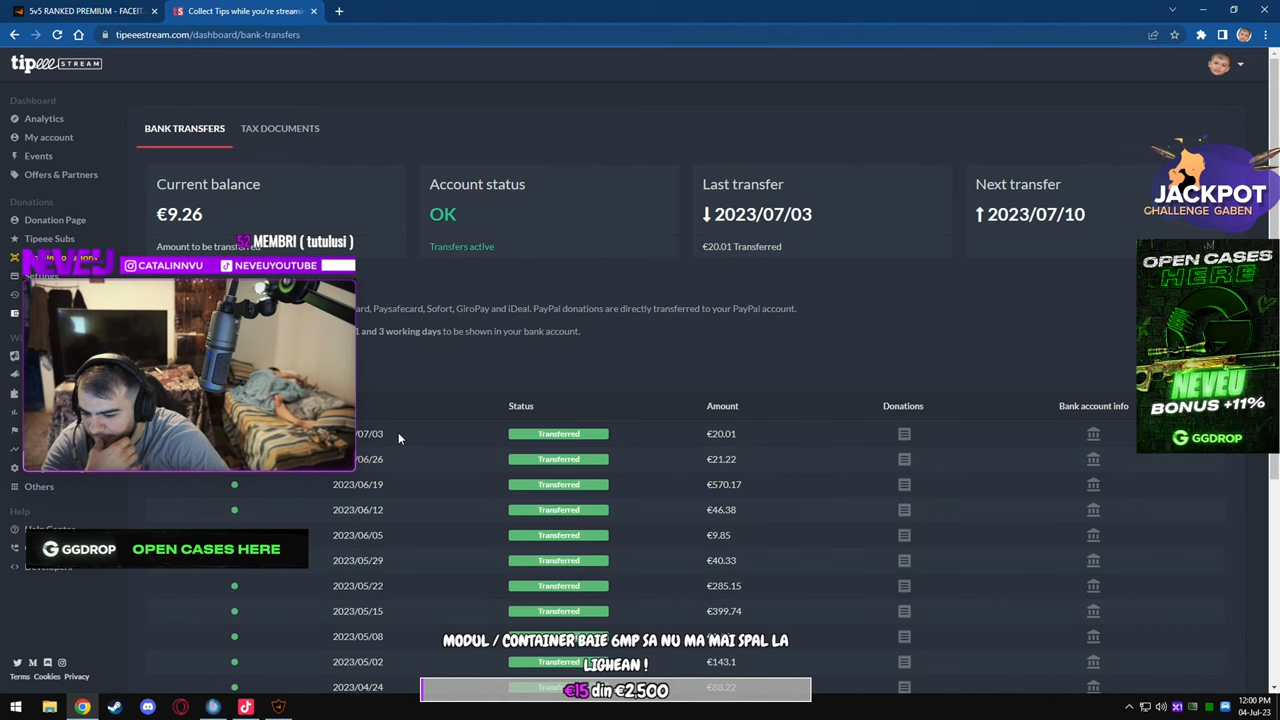 5v5 RANKED PREMIUM - FACEIT
Collect Tips while you're streami
tipeeestream.com/dashboard/bank-transfers
tipeee STREAM
Dashboard
Analytics
My account
Events
Offers & Partners
Donations
Donation Page
Tipeee Subs
Others
Help
Terms Cookies Privacy
BANK TRANSFERS TAX DOCUMENTS
Current balance
€9.26
Amount to be transferred
Account status
OK
Transfers active
Last transfer
2023/07/03
€20.01 Transferred
Next transfer
2023/07/10
52 MEMBRI ( tutulusi )
NEVEU
CATALINNVU NEVEUYOUTUBE
ard, Paysafecard, Sofort, GiroPay and iDeal. PayPal donations are directly transferred to your PayPal account.
1 and 3 working days to be shown in your bank account.
Status Amount Donations Bank account info
/07/03 Transferred €20.01
/06/26 Transferred €21.22
2023/06/19 Transferred €570.17
2023/06/12 Transferred €46.38
2023/06/05 Transferred €9.85
2023/05/29 Transferred €40.33
2023/05/22 Transferred €285.15
2023/05/15 Transferred €399.74
2023/05/08
2023/05/02 Transferred €143.1
2023/04/24 €88.22
GGDROP OPEN CASES HERE
JACKPOT
CHALLENGE GABEN
OPEN CASES
HERE
NEVEU
BONUS +11%
GGDROP
MODUL / CONTAINER BAIE 6MP SA NU MA MAI SPAL LA
LIGHEAN !
€15 din €2.500
12:00 PM
04-Jul-23